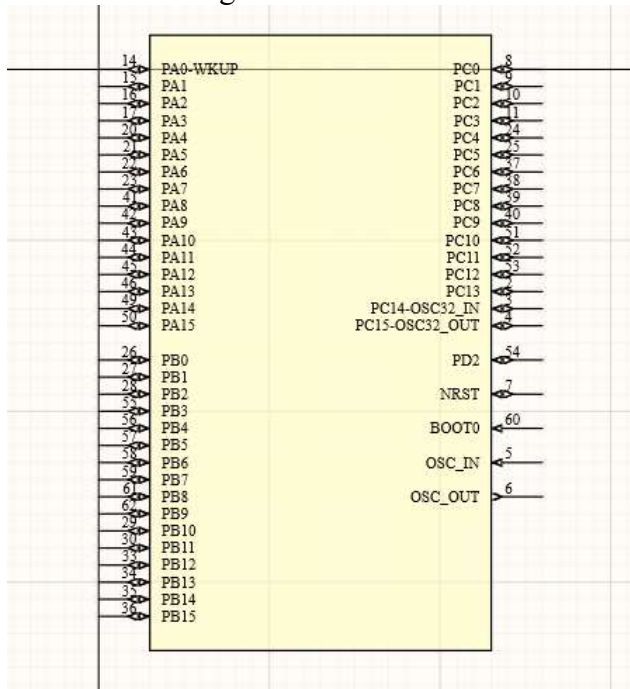 14 PA0-WKUP PC0 8
15 PA1 PC1 9
16 PA2 PC2 10
17 PA3 PC3 11
20 PA4 PC4 24
21 PA5 PC5 25
22 PA6 PC6 37
23 PA7 PC7 38
41 PA8 PC8 39
42 PA9 PC9 40
43 PA10 PC10 51
44 PA11 PC11 52
45 PA12 PC12 53
46 PA13 PC13 2
49 PA14 PC14-OSC32_IN 3
50 PA15 PC15-OSC32_OUT 4
26 PB0 PD2 54
27 PB1
28 PB2 NRST 7
55 PB3
56 PB4 BOOT0 60
57 PB5
58 PB6 OSC_IN 5
59 PB7
61 PB8 OSC_OUT 6
62 PB9
29 PB10
30 PB11
33 PB12
34 PB13
35 PB14
36 PB15